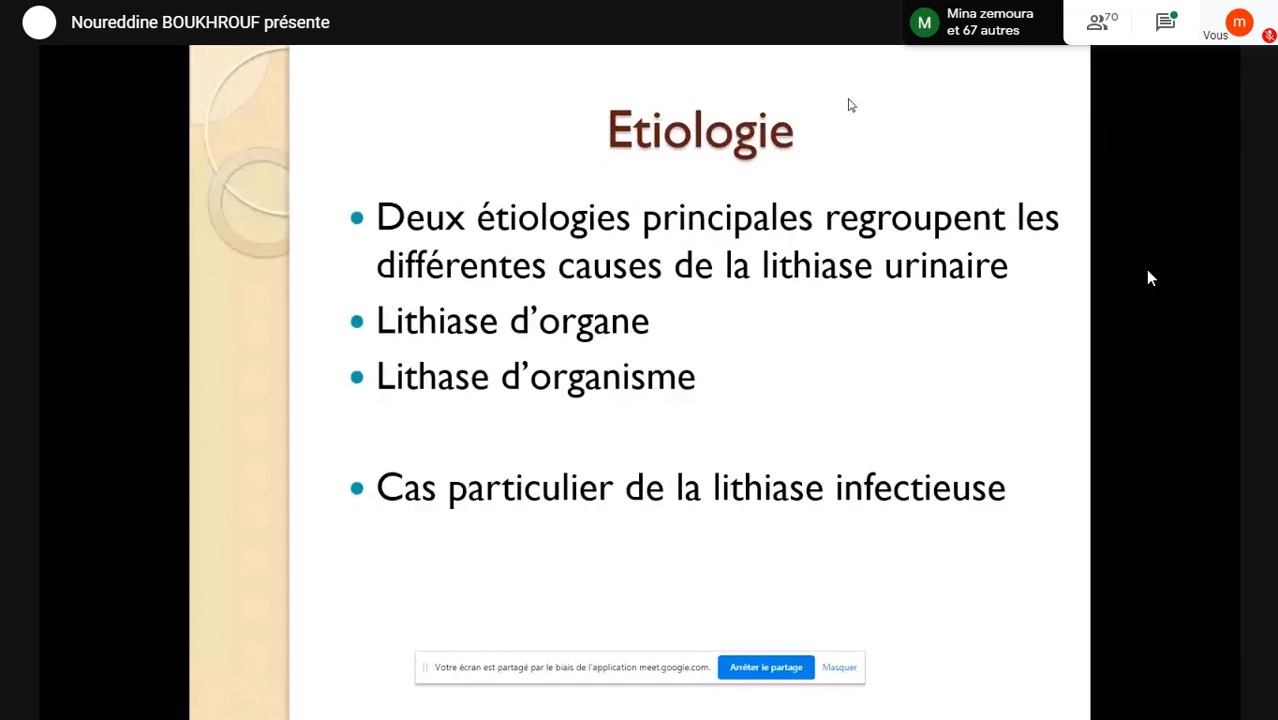 Noureddine BOUKHROUF présente
M
Mina zemoura
et 67 autres
70
Vous
m
Etiologie
• Deux étiologies principales regroupent les
différentes causes de la lithiase urinaire
• Lithiase d’organe
• Lithase d’organisme
• Cas particulier de la lithiase infectieuse
Votre écran est partagé par le biais de l'application meet.google.com.
Arrêter le partage
Masquer